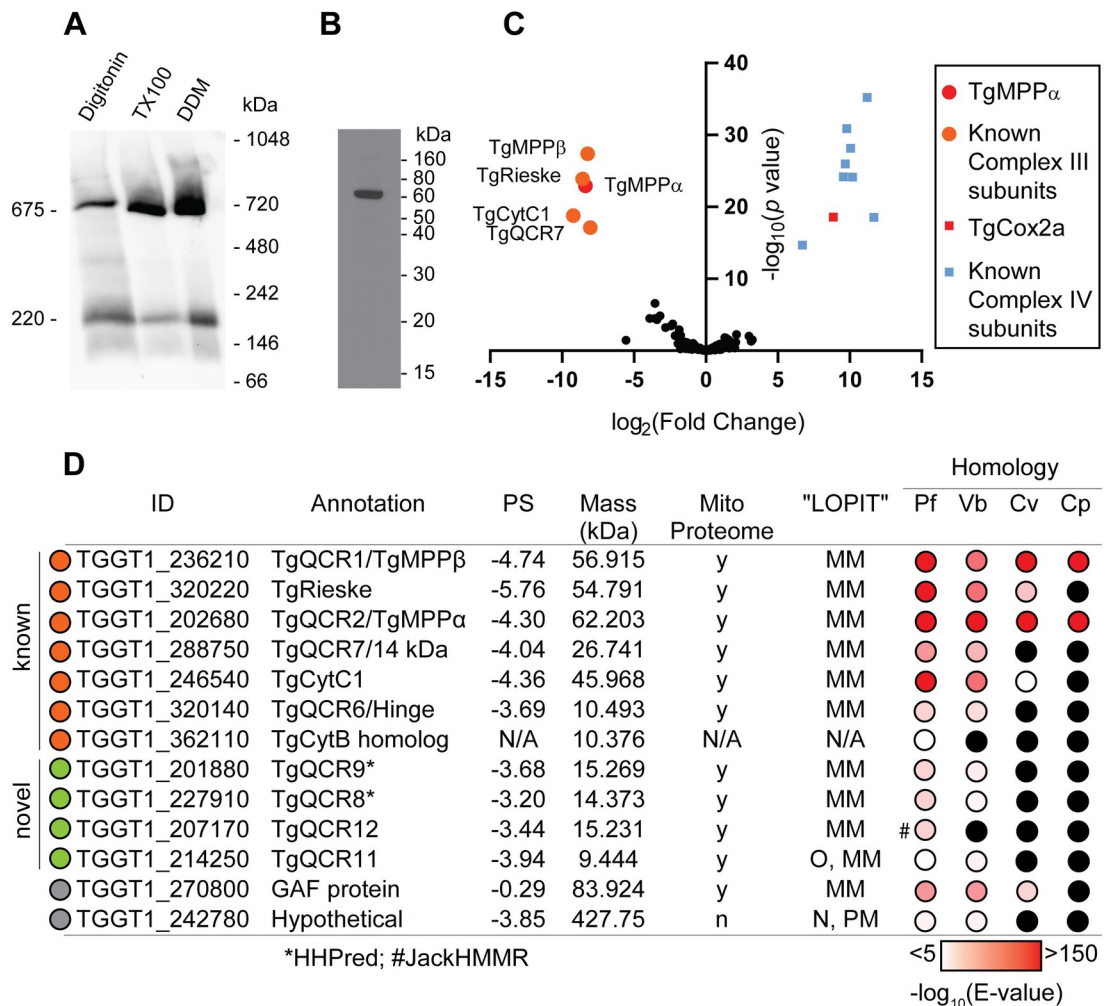 A
Digitonin
TX100
DDM
kDa
- 1048
675 -
- 720
- 480
- 242
220 -
- 146
- 66
B
kDa
- 160
- 80
- 60
- 50
- 40
- 30
- 20
- 15
C
40
30
20
10
-log10(p value)
TgMPPβ
TgRieske
TgMPPα
TgCytC1
TgQCR7
-15 -10 -5 0 5 10 15
log2(Fold Change)
TgMPPα
Known
Complex III
subunits
TgCox2a
Known
Complex IV
subunits
D
Homology
ID Annotation PS Mass (kDa) Mito Proteome "LOPIT" Pf Vb Cv Cp
known
TGGT1_236210 TgQCR1/TgMPPβ -4.74 56.915 y MM
TGGT1_320220 TgRieske -5.76 54.791 y MM
TGGT1_202680 TgQCR2/TgMPPα -4.30 62.203 y MM
TGGT1_288750 TgQCR7/14 kDa -4.04 26.741 y MM
TGGT1_246540 TgCytC1 -4.36 45.968 y MM
TGGT1_320140 TgQCR6/Hinge -3.69 10.493 y MM
TGGT1_362110 TgCytB homolog N/A 10.376 N/A N/A
novel
TGGT1_201880 TgQCR9* -3.68 15.269 y MM
TGGT1_227910 TgQCR8* -3.20 14.373 y MM
TGGT1_207170 TgQCR12 -3.44 15.231 y MM #
TGGT1_214250 TgQCR11 -3.94 9.444 y O, MM
TGGT1_270800 GAF protein -0.29 83.924 y MM
TGGT1_242780 Hypothetical -3.85 427.75 n N, PM
*HHPred; #JackHMMR
<5 >150
-log10(E-value)